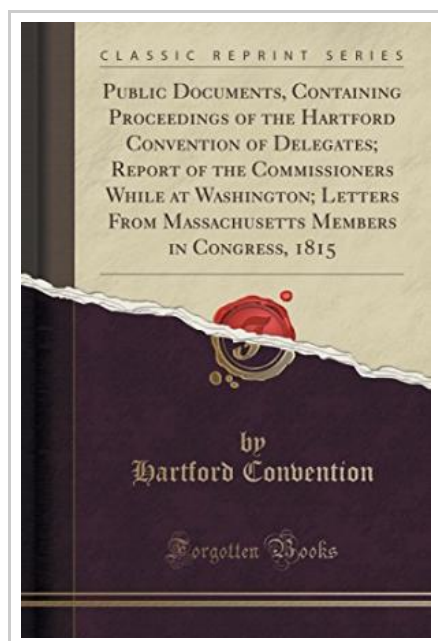 CLASSIC REPRINT SERIES
PUBLIC DOCUMENTS, CONTAINING
PROCEEDINGS OF THE HARTFORD
CONVENTION OF DELEGATES;
REPORT OF THE COMMISSIONERS
WHILE AT WASHINGTON; LETTERS
FROM MASSACHUSETTS MEMBERS
IN CONGRESS, 1815
by
Hartford Convention
Forgotten Books